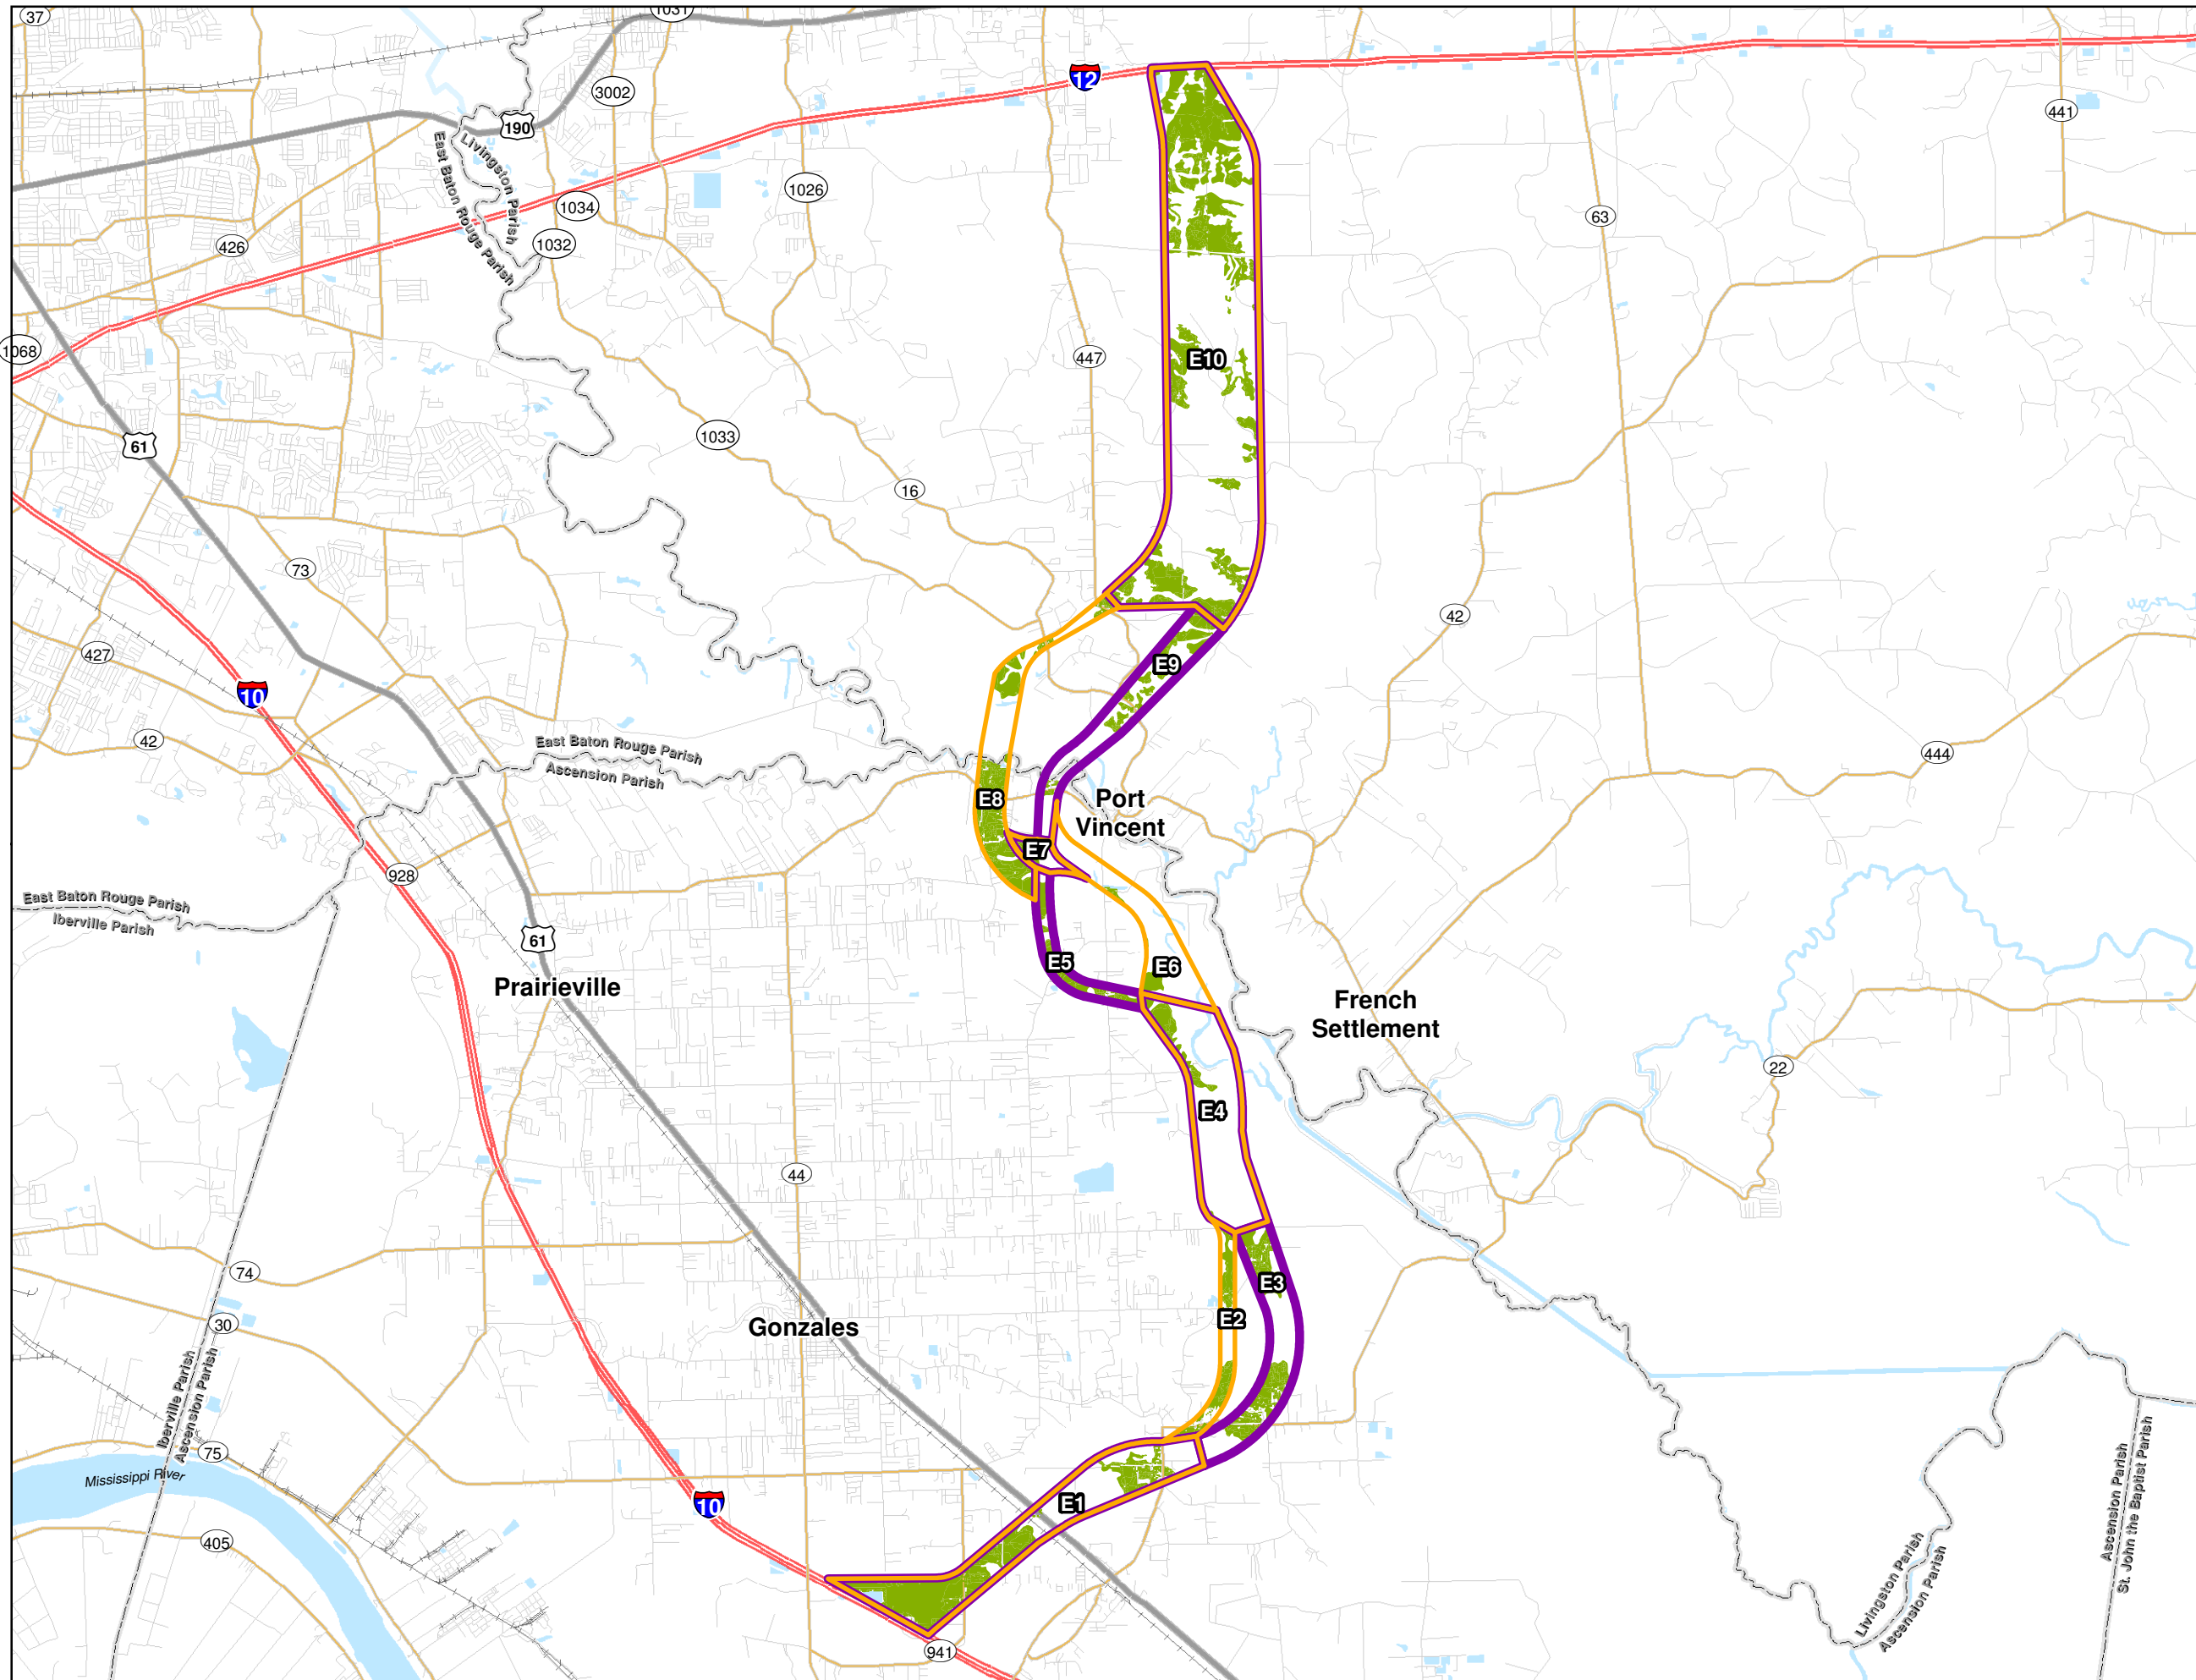 37
1031
12
3002
190
441
Livingston Parish
East Baton Rouge Parish
1026
1034
63
426
1032
1068
447
E10
61
1033
16
73
42
427
E9
10
42
East Baton Rouge Parish
Ascension Parish
444
E8
Port
Vincent
E7
928
East Baton Rouge Parish
Iberville Parish
61
E5
E6
Prairieville
French
Settlement
22
E4
44
74
E3
30
E2
Gonzales
Iberville Parish
Ascension Parish
75
Mississippi River
10
E1
405
941
Ascension Parish
St. John the Baptist Parish
Livingston Parish
Ascension Parish